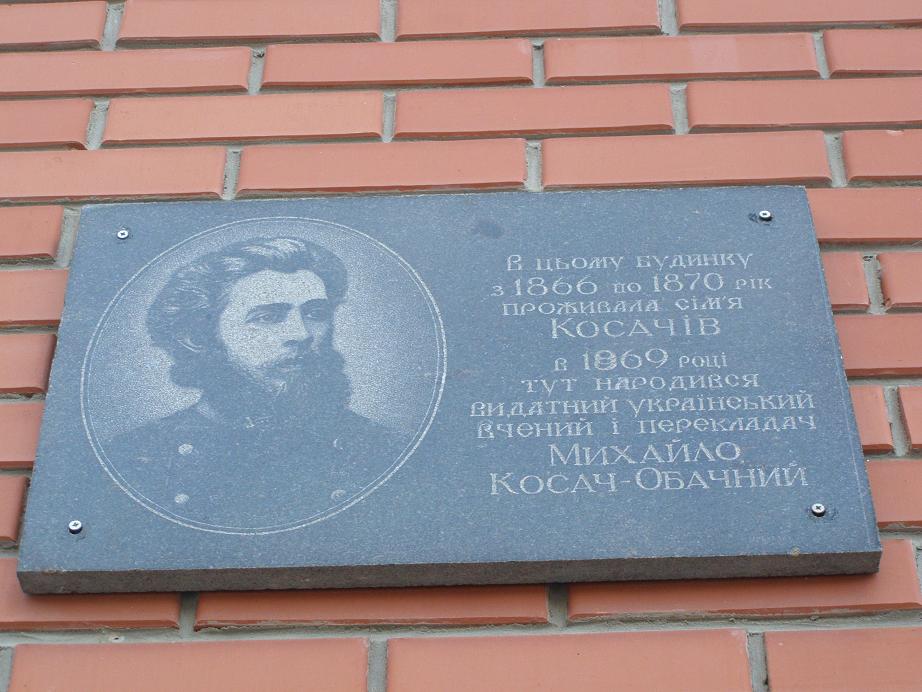 В цьому будинку
з 1866 по 1870 рік
проживала сім'я
Косачів
в 1869 році
тут народився
видатний український
вчений і перекладач
Михайло
Косач-Обачний